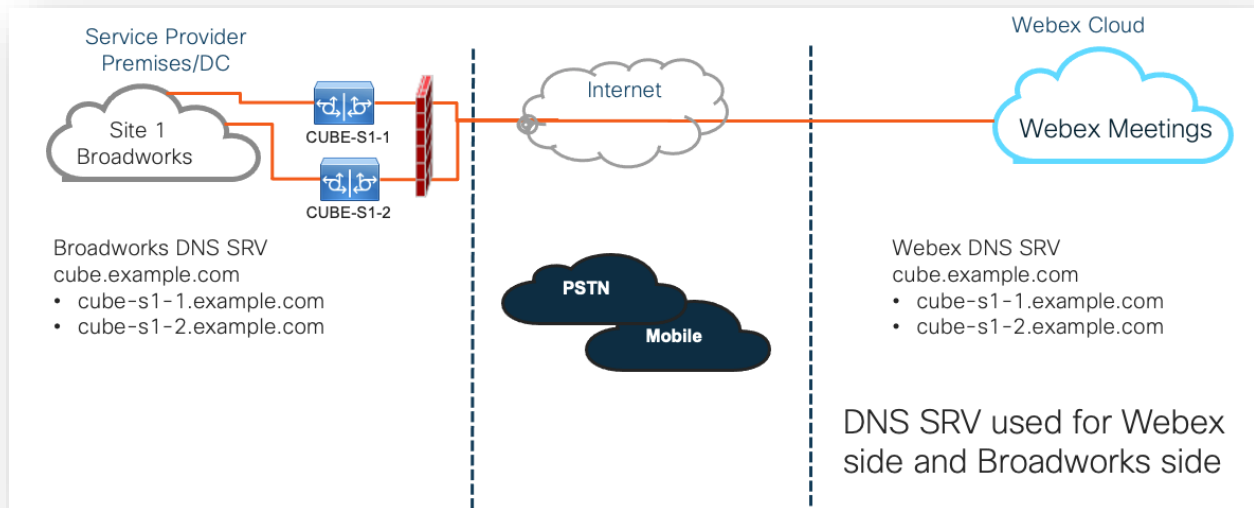 Service Provider
Premises/DC
Site 1
Broadworks
CUBE-S1-1
CUBE-S1-2
Internet
Webex Cloud
Webex Meetings
Broadworks DNS SRV
cube.example.com
• cube-s1-1.example.com
• cube-s1-2.example.com
PSTN
Mobile
Webex DNS SRV
cube.example.com
• cube-s1-1.example.com
• cube-s1-2.example.com
DNS SRV used for Webex
side and Broadworks side